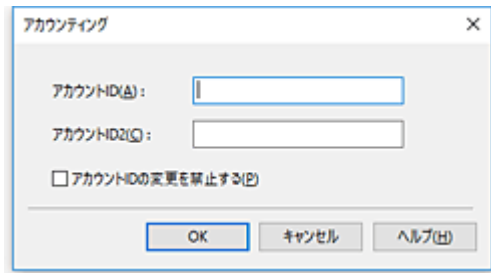 アカウンティング
アカウントID(A):
アカウントID2(C):
アカウントIDの変更を禁止する(P)
OK キャンセル ヘルプ(H)